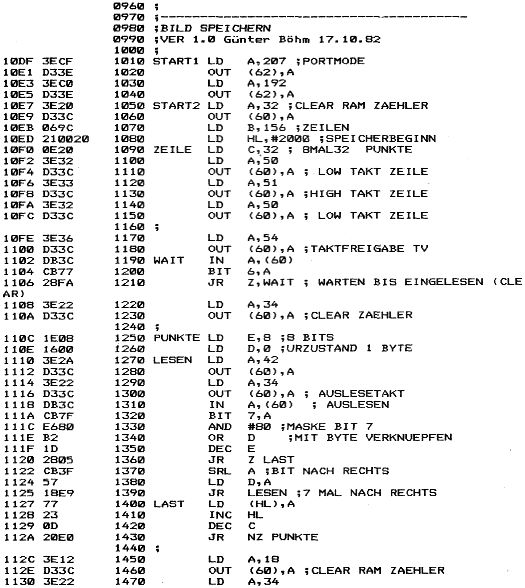 0960 ;
0970 ;-----------------------------------------
0980 ;BILD SPEICHERN
0990 ;VER 1.0 Günter Böhm 17.10.82
1000 ;
10DF 3ECF 1010 START1 LD A,207 ;PORTMODE
10E1 D33E 1020 OUT (62),A
10E3 3EC0 1030 LD A,192
10E5 D33E 1040 OUT (62),A
10E7 3E20 1050 START2 LD A,32 ;CLEAR RAM ZAEHLER
10E9 D33C 1060 OUT (60),A
10EB 069C 1070 LD B,156 ;ZEILEN
10ED 210020 1080 LD HL,#2000 ;SPEICHERBEGINN
10F0 0E20 1090 ZEILE LD C,32 ; 8MAL32 PUNKTE
10F2 3E32 1100 LD A,50
10F4 D33C 1110 OUT (60),A ; LOW TAKT ZEILE
10F6 3E33 1120 LD A,51
10F8 D33C 1130 OUT (60),A ;HIGH TAKT ZEILE
10FA 3E32 1140 LD A,50
10FC D33C 1150 OUT (60),A ; LOW TAKT ZEILE
1160 ;
10FE 3E36 1170 LD A,54
1100 D33C 1180 OUT (60),A ;TAKTFREIGABE TV
1102 DB3C 1190 WAIT IN A,(60)
1104 CB77 1200 BIT 6,A
1106 28FA 1210 JR Z,WAIT ; WARTEN BIS EINGELESEN (CLE
AR)
1108 3E22 1220 LD A,34
110A D33C 1230 OUT (60),A ;CLEAR ZAEHLER
1240 ;
110C 1E08 1250 PUNKTE LD E,8 ;8 BITS
110E 1600 1260 LD D,0 ;URZUSTAND 1 BYTE
1110 3E2A 1270 LESEN LD A,42
1112 D33C 1280 OUT (60),A
1114 3E22 1290 LD A,34
1116 D33C 1300 OUT (60),A ; AUSLESETAKT
1118 DB3C 1310 IN A,(60) ; AUSLESEN
111A CB7F 1320 BIT 7,A
111C E680 1330 AND #80 ;MASKE BIT 7
111E B2 1340 OR D ;MIT BYTE VERKNUEPFEN
111F 1D 1350 DEC E
1120 2805 1360 JR Z LAST
1122 CB3F 1370 SRL A ;BIT NACH RECHTS
1124 57 1380 LD D,A
1125 18E9 1390 JR LESEN ;7 MAL NACH RECHTS
1127 77 1400 LAST LD (HL),A
1128 23 1410 INC HL
1129 0D 1420 DEC C
112A 20E0 1430 JR NZ PUNKTE
1440 ;
112C 3E12 1450 LD A,18
112E D33C 1460 OUT (60),A ;CLEAR RAM ZAEHLER
1130 3E22 1470 LD A,34